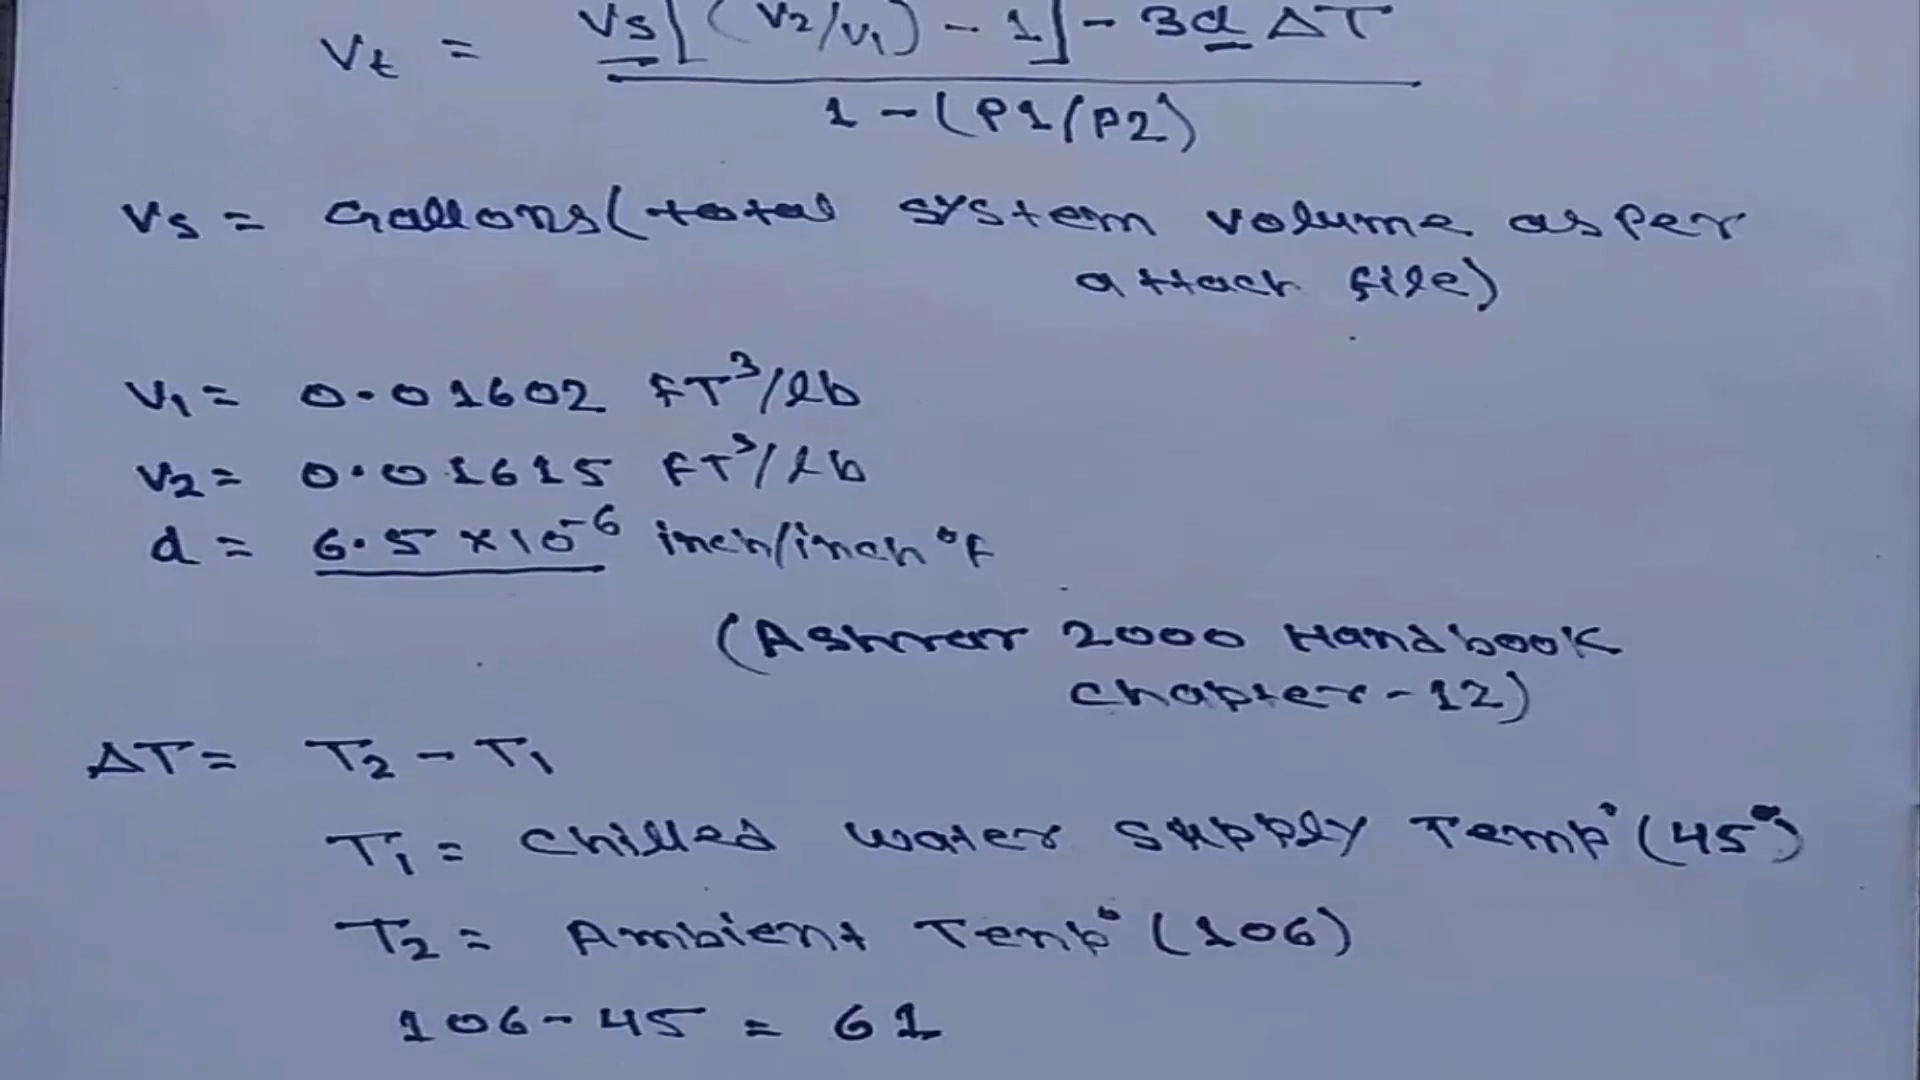 Vt = Vs[(V2/V1) - 1] - 3d ΔT
1 - (P1/P2)
Vs = Gallons (total system volume as per
attach file)
V1 = 0.01602 FT³/lb
V2 = 0.01615 FT³/lb
d = 6.5 × 10⁻⁶ inch/inch °F
(Ashrar 2000 Handbook
Chapter - 12)
ΔT = T2 - T1
T1 = Chilled water supply Temp° (45°)
T2 = Ambient Temp° (106)
106 - 45 = 61